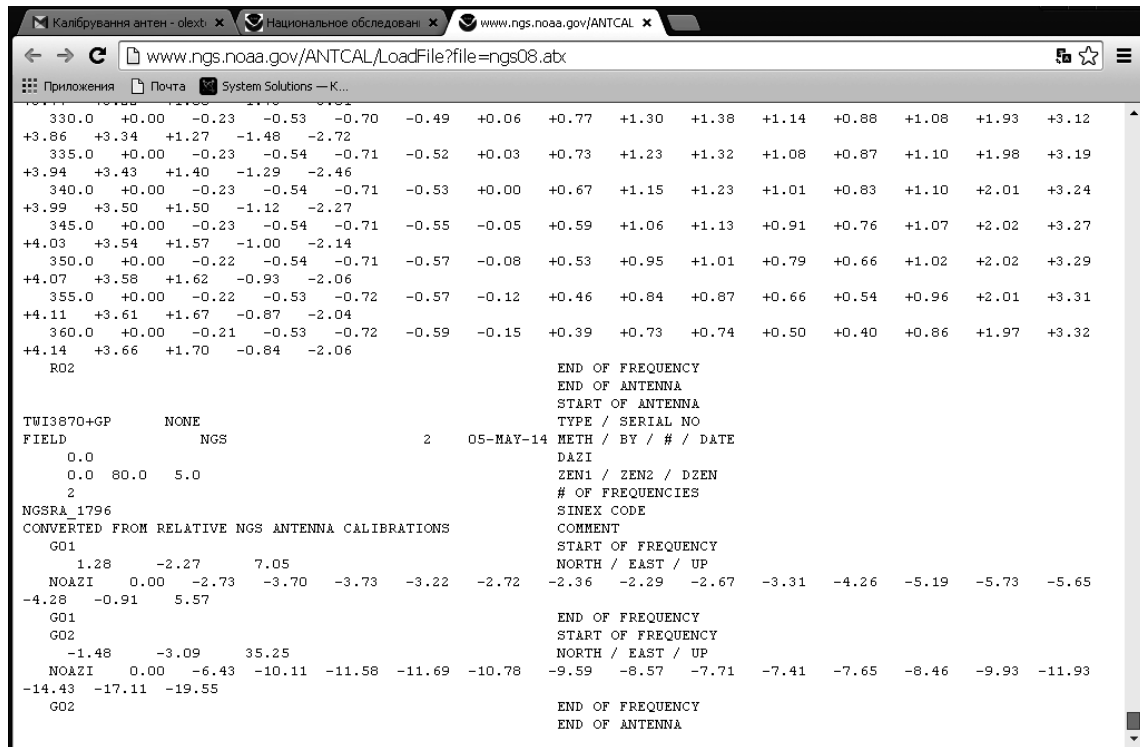 Калібрування антен - olexti
Национальное обследовани
www.ngs.noaa.gov/ANTCAL
www.ngs.noaa.gov/ANTCAL/LoadFile?file=ngs08.atx
Приложения Почта System Solutions — K...
330.0 +0.00 -0.23 -0.53 -0.70 -0.49 +0.06 +0.77 +1.30 +1.38 +1.14 +0.88 +1.08 +1.93 +3.12
+3.86 +3.34 +1.27 -1.48 -2.72
335.0 +0.00 -0.23 -0.54 -0.71 -0.52 +0.03 +0.73 +1.23 +1.32 +1.08 +0.87 +1.10 +1.98 +3.19
+3.94 +3.43 +1.40 -1.29 -2.46
340.0 +0.00 -0.23 -0.54 -0.71 -0.53 +0.00 +0.67 +1.15 +1.23 +1.01 +0.83 +1.10 +2.01 +3.24
+3.99 +3.50 +1.50 -1.12 -2.27
345.0 +0.00 -0.23 -0.54 -0.71 -0.55 -0.05 +0.59 +1.06 +1.13 +0.91 +0.76 +1.07 +2.02 +3.27
+4.03 +3.54 +1.57 -1.00 -2.14
350.0 +0.00 -0.22 -0.54 -0.71 -0.57 -0.08 +0.53 +0.95 +1.01 +0.79 +0.66 +1.02 +2.02 +3.29
+4.07 +3.58 +1.62 -0.93 -2.06
355.0 +0.00 -0.22 -0.53 -0.72 -0.57 -0.12 +0.46 +0.84 +0.87 +0.66 +0.54 +0.96 +2.01 +3.31
+4.11 +3.61 +1.67 -0.87 -2.04
360.0 +0.00 -0.21 -0.53 -0.72 -0.59 -0.15 +0.39 +0.73 +0.74 +0.50 +0.40 +0.86 +1.97 +3.32
+4.14 +3.66 +1.70 -0.84 -2.06
R02 END OF FREQUENCY
END OF ANTENNA
START OF ANTENNA
TWI3870+GP NONE TYPE / SERIAL NO
FIELD NGS 2 05-MAY-14 METH / BY / # / DATE
0.0 DAZI
0.0 80.0 5.0 ZEN1 / ZEN2 / DZEN
2 # OF FREQUENCIES
NGSRA_1796 SINEX CODE
CONVERTED FROM RELATIVE NGS ANTENNA CALIBRATIONS COMMENT
G01 START OF FREQUENCY
1.28 -2.27 7.05 NORTH / EAST / UP
NOAZI 0.00 -2.73 -3.70 -3.73 -3.22 -2.72 -2.36 -2.29 -2.67 -3.31 -4.26 -5.19 -5.73 -5.65
-4.28 -0.91 5.57
G01 END OF FREQUENCY
G02 START OF FREQUENCY
-1.48 -3.09 35.25 NORTH / EAST / UP
NOAZI 0.00 -6.43 -10.11 -11.58 -11.69 -10.78 -9.59 -8.57 -7.71 -7.41 -7.65 -8.46 -9.93 -11.93
-14.43 -17.11 -19.55
G02 END OF FREQUENCY
END OF ANTENNA